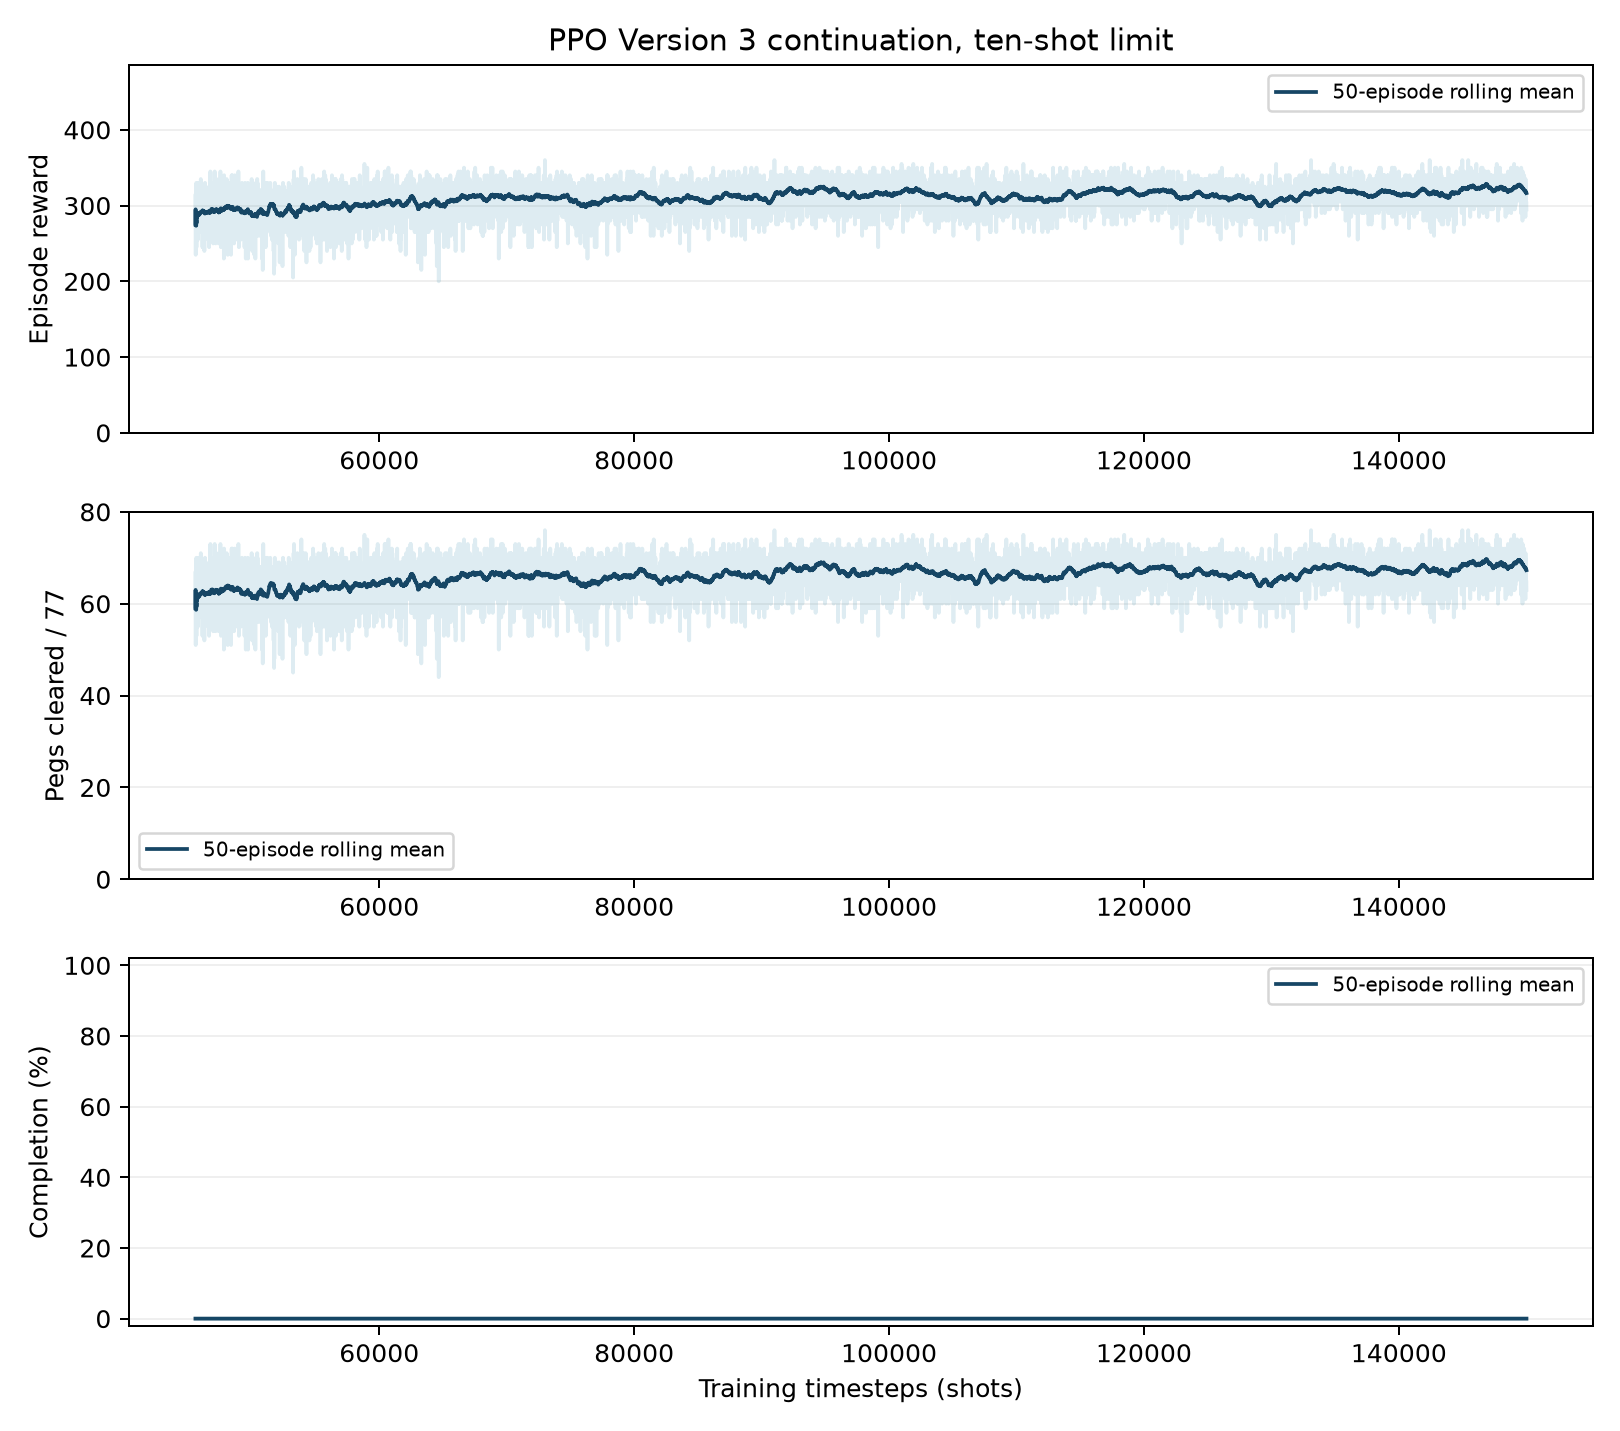 PPO Version 3 continuation, ten-shot limit
50-episode rolling mean
Episode reward
400
300
200
100
0
60000 80000 100000 120000 140000
Pegs cleared / 77
80
60
40
20
0
50-episode rolling mean
60000 80000 100000 120000 140000
50-episode rolling mean
Completion (%)
100
80
60
40
20
0
60000 80000 100000 120000 140000
Training timesteps (shots)